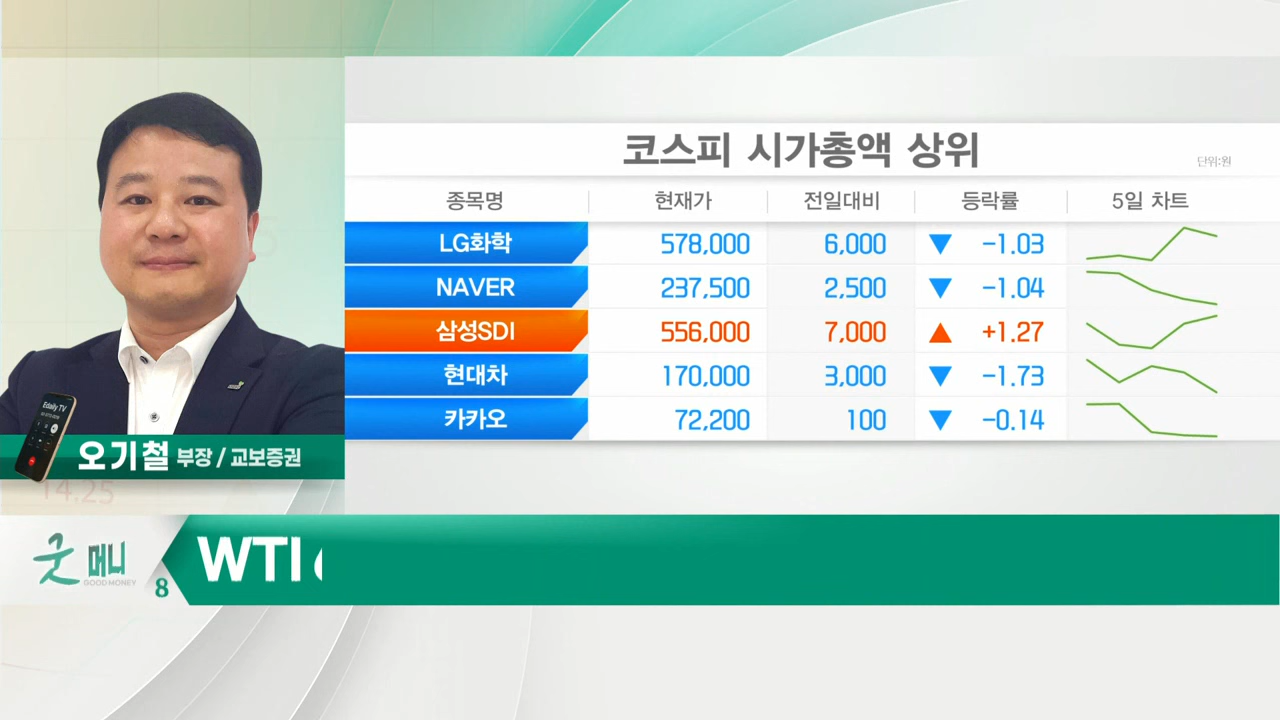 코스피 시가총액 상위
단위:원
종목명 현재가 전일대비 등락률 5일 차트
LG화학 578,000 6,000 ▼ -1.03
NAVER 237,500 2,500 ▼ -1.04
삼성SDI 556,000 7,000 ▲ +1.27
현대차 170,000 3,000 ▼ -1.73
카카오 72,200 100 ▼ -0.14
Edaily TV
오기철 부장 / 교보증권
14.25
굿머니
GOOD MONEY
8
WTI